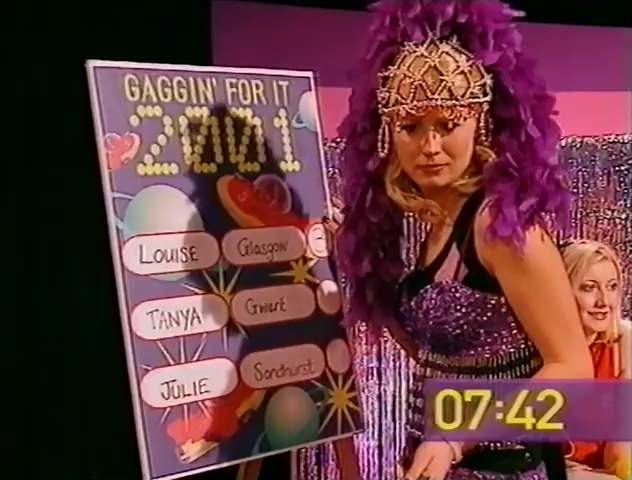 GAGGIN' FOR IT
2001
LOUISE Glasgow
TANYA Gwent
JULIE Sandhurst
07:42